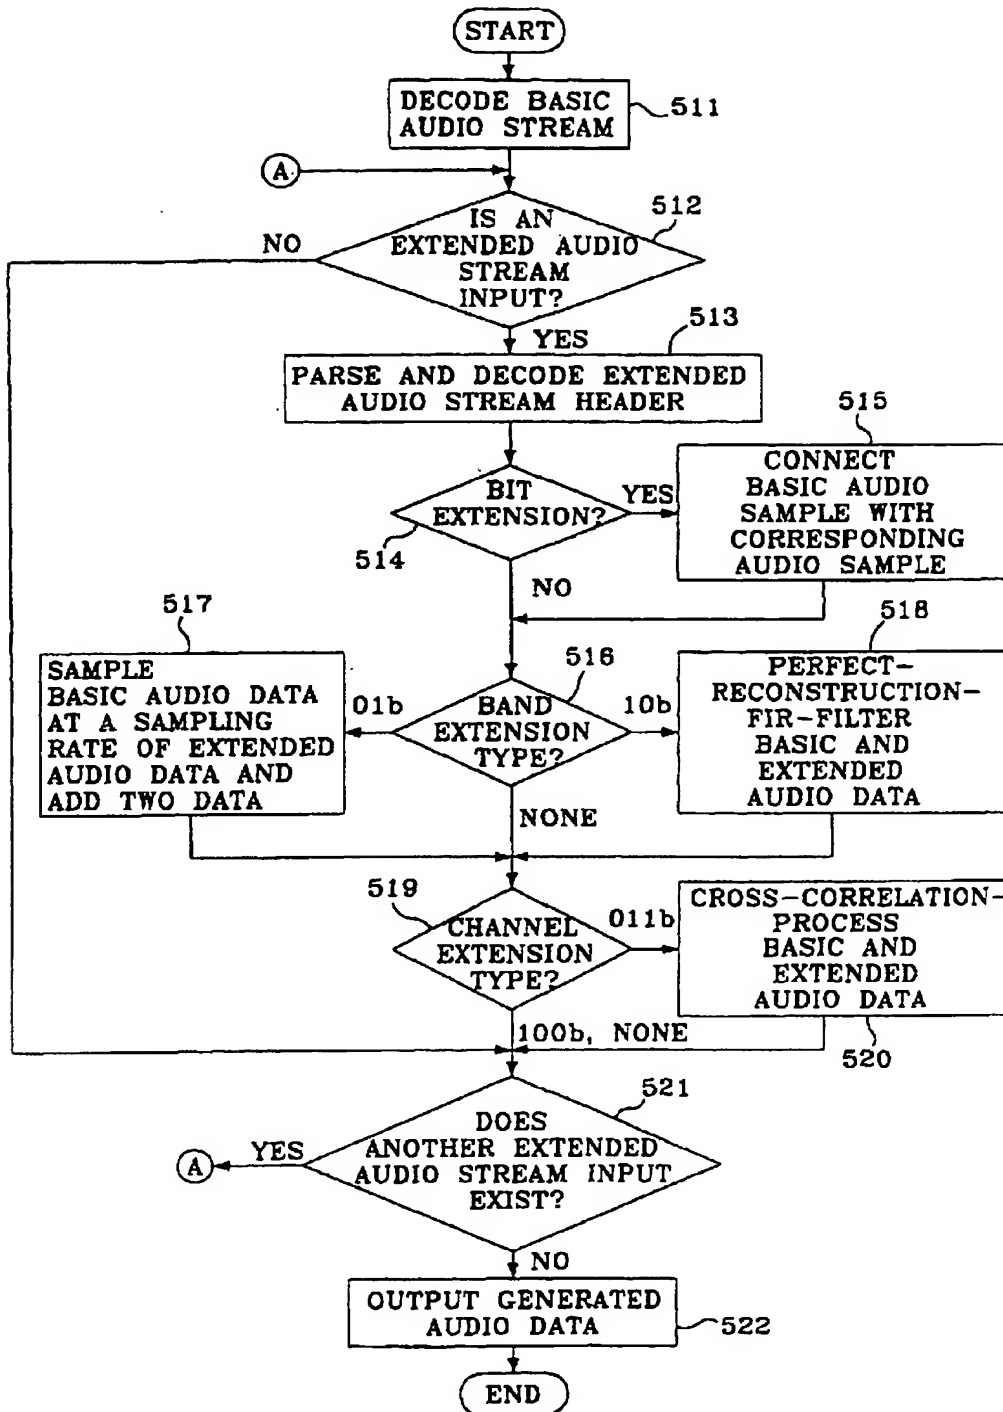 START
DECODE BASIC
AUDIO STREAM
511
A
512
IS AN
EXTENDED AUDIO
STREAM
INPUT?
NO
YES
513
PARSE AND DECODE EXTENDED
AUDIO STREAM HEADER
515
BIT
EXTENSION?
YES
514
NO
CONNECT
BASIC AUDIO
SAMPLE WITH
CORRESPONDING
AUDIO SAMPLE
517
SAMPLE
BASIC AUDIO DATA
AT A SAMPLING
RATE OF EXTENDED
AUDIO DATA AND
ADD TWO DATA
516
01b
BAND
EXTENSION
TYPE?
10b
NONE
518
PERFECT-
RECONSTRUCTION-
FIR-FILTER
BASIC AND
EXTENDED
AUDIO DATA
519
CHANNEL
EXTENSION
TYPE?
011b
100b, NONE
CROSS-CORRELATION-
PROCESS
BASIC AND
EXTENDED
AUDIO DATA
520
521
DOES
ANOTHER EXTENDED
AUDIO STREAM INPUT
EXIST?
YES
A
NO
OUTPUT GENERATED
AUDIO DATA
522
END